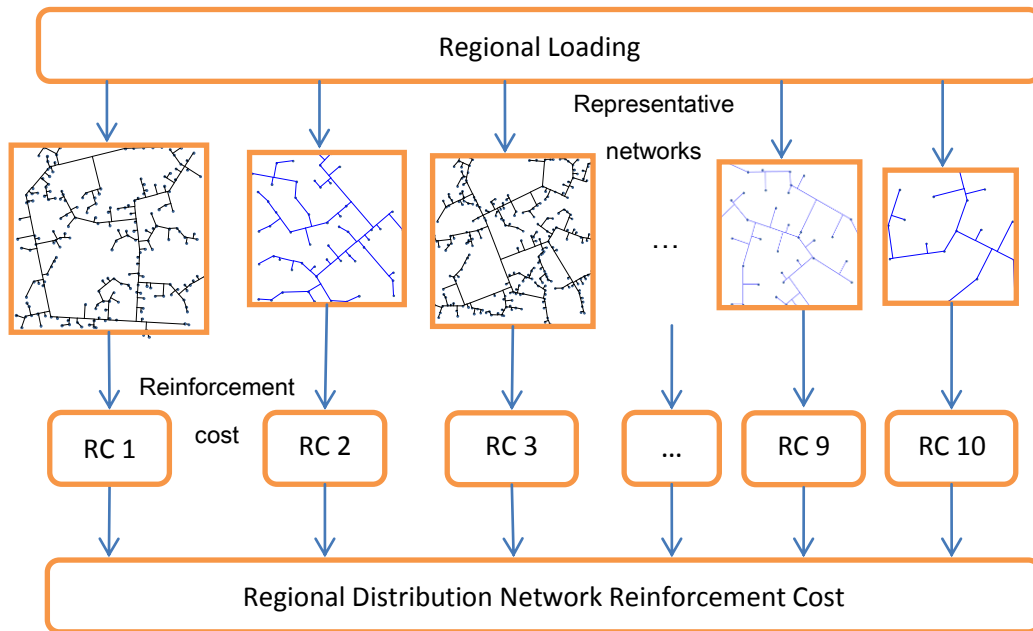 Regional Loading
Representative
networks
…
Reinforcement
cost
RC 1
RC 2
RC 3
...
RC 9
RC 10
Regional Distribution Network Reinforcement Cost